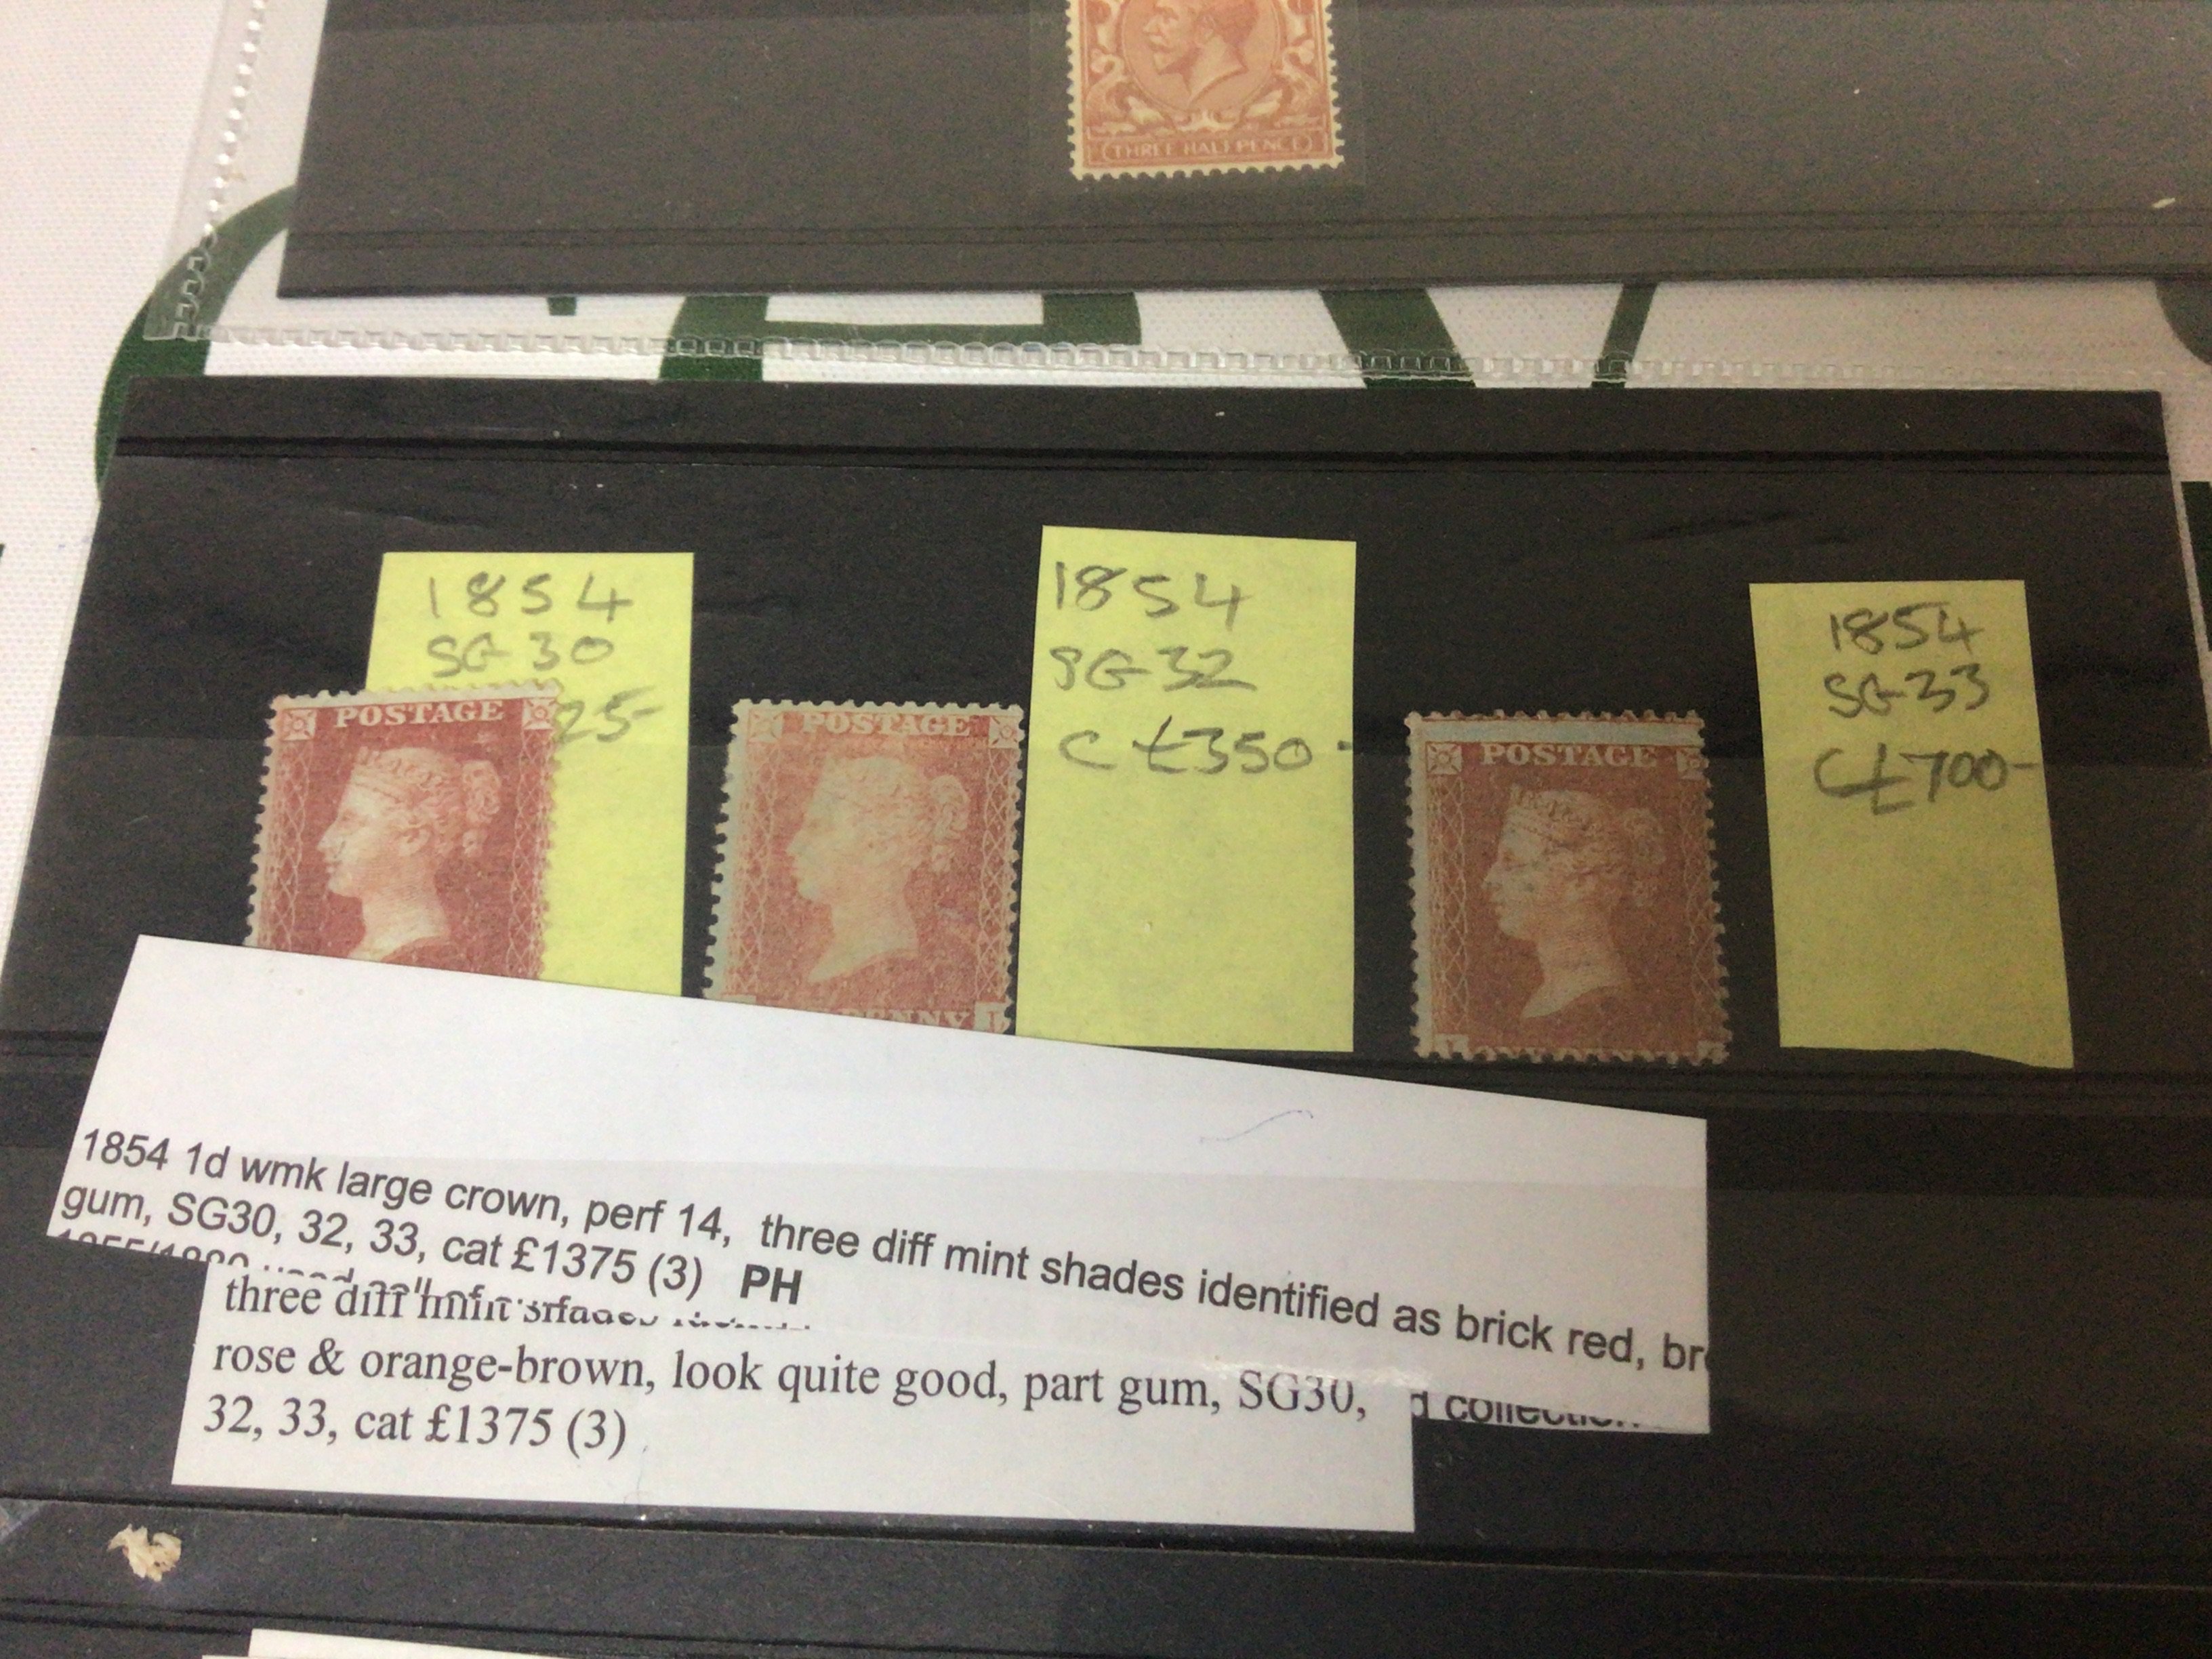 THREE HALF PENCE
1854
SG 30
25-
1854
SG 32
C £350-
1854
SG 33
C£700-
POSTAGE
POSTAGE
PENNY
POSTAGE
1854 1d wmk large crown, perf 14, three diff mint shades identified as brick red, br
gum, SG30, 32, 33, cat £1375 (3) PH
three diff mint shades
rose & orange-brown, look quite good, part gum, SG30,
32, 33, cat £1375 (3)